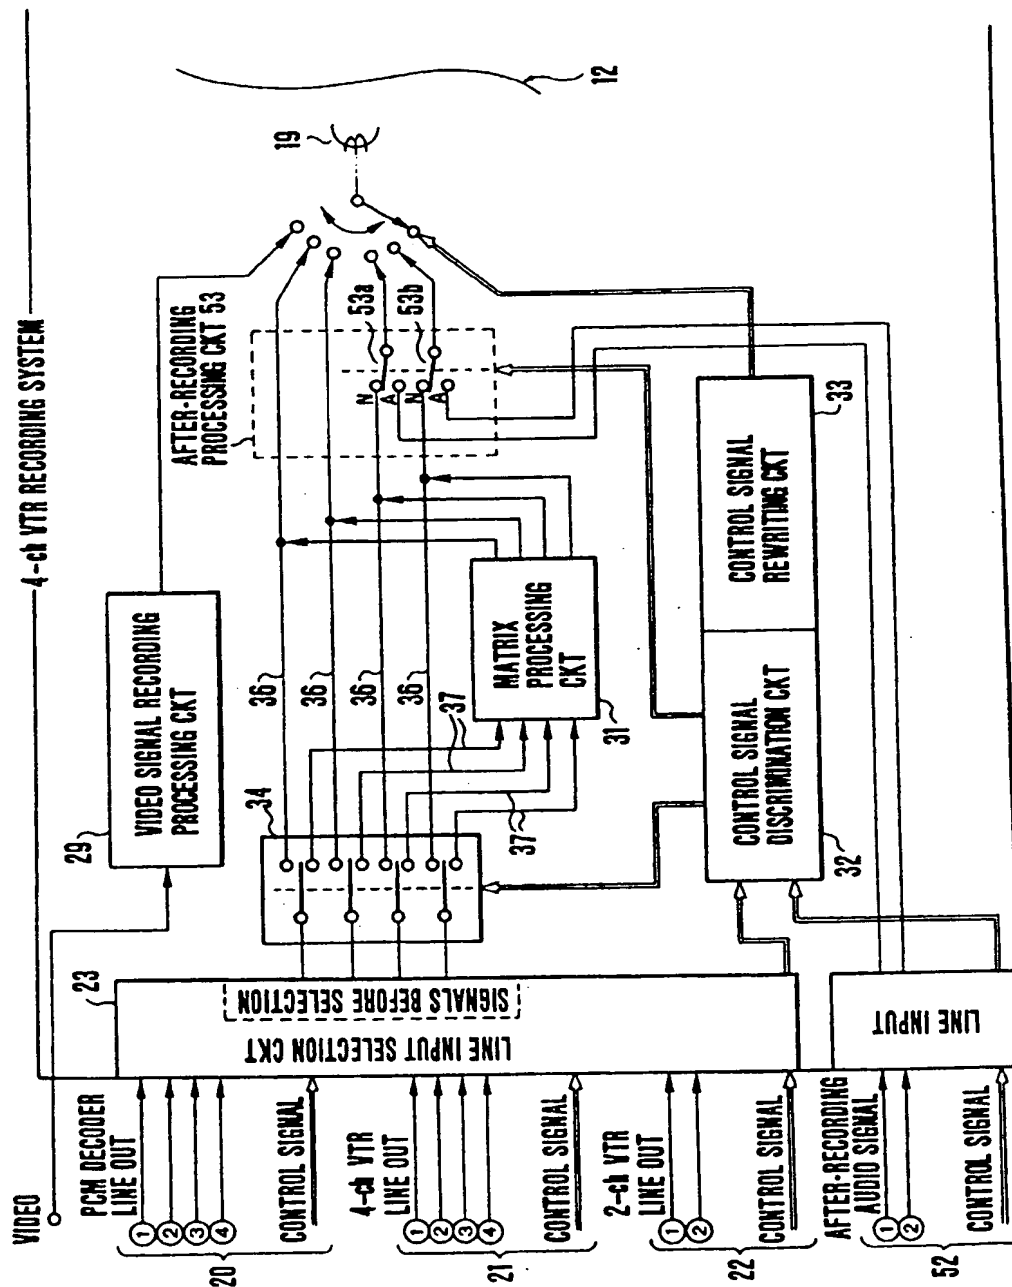 4-ch VTR RECORDING SYSTEM
VIDEO
29
VIDEO SIGNAL RECORDING
PROCESSING CKT
AFTER-RECORDING
PROCESSING CKT 53
19
12
23
LINE INPUT SELECTION CKT
SIGNALS BEFORE SELECTION
34
36
36
36
36
37
37
37
MATRIX
PROCESSING
CKT
31
N
A
N
A
53a
53b
PCM DECODER
LINE OUT
1
2
3
4
CONTROL SIGNAL
20
4-ch VTR
LINE OUT
1
2
3
4
CONTROL SIGNAL
21
2-ch VTR
LINE OUT
1
2
CONTROL SIGNAL
22
CONTROL SIGNAL
DISCRIMINATION CKT
32
CONTROL SIGNAL
REWRITING CKT
33
AFTER-RECORDING
AUDIO SIGNAL
1
2
CONTROL SIGNAL
52
LINE INPUT